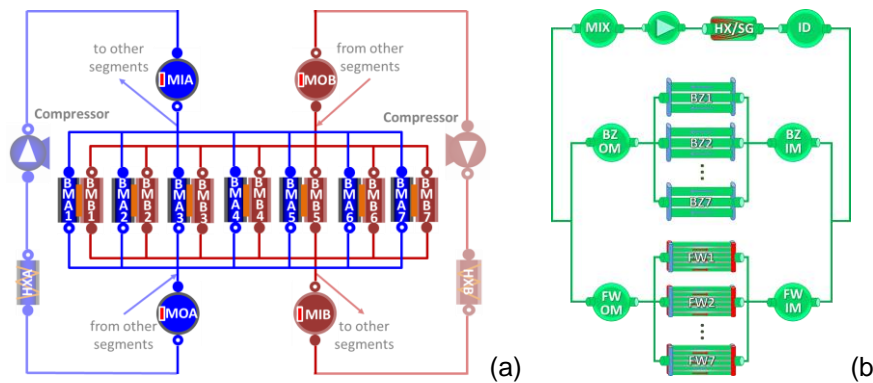 to other
segments
from other
segments
MIA
MOB
Compressor
Compressor
BMA1
BMB1
BMA2
BMB2
BMA3
BMB3
BMA4
BMB4
BMA5
BMB5
BMA6
BMB6
BMA7
BMB7
HXA
HXB
from other
segments
MOA
MIB
to other
segments
(a)
MIX
HX/SG
ID
BZ1
BZ
OM
BZ2
BZ
IM
BZ7
FW1
FW
OM
FW2
FW
IM
FW7
(b)